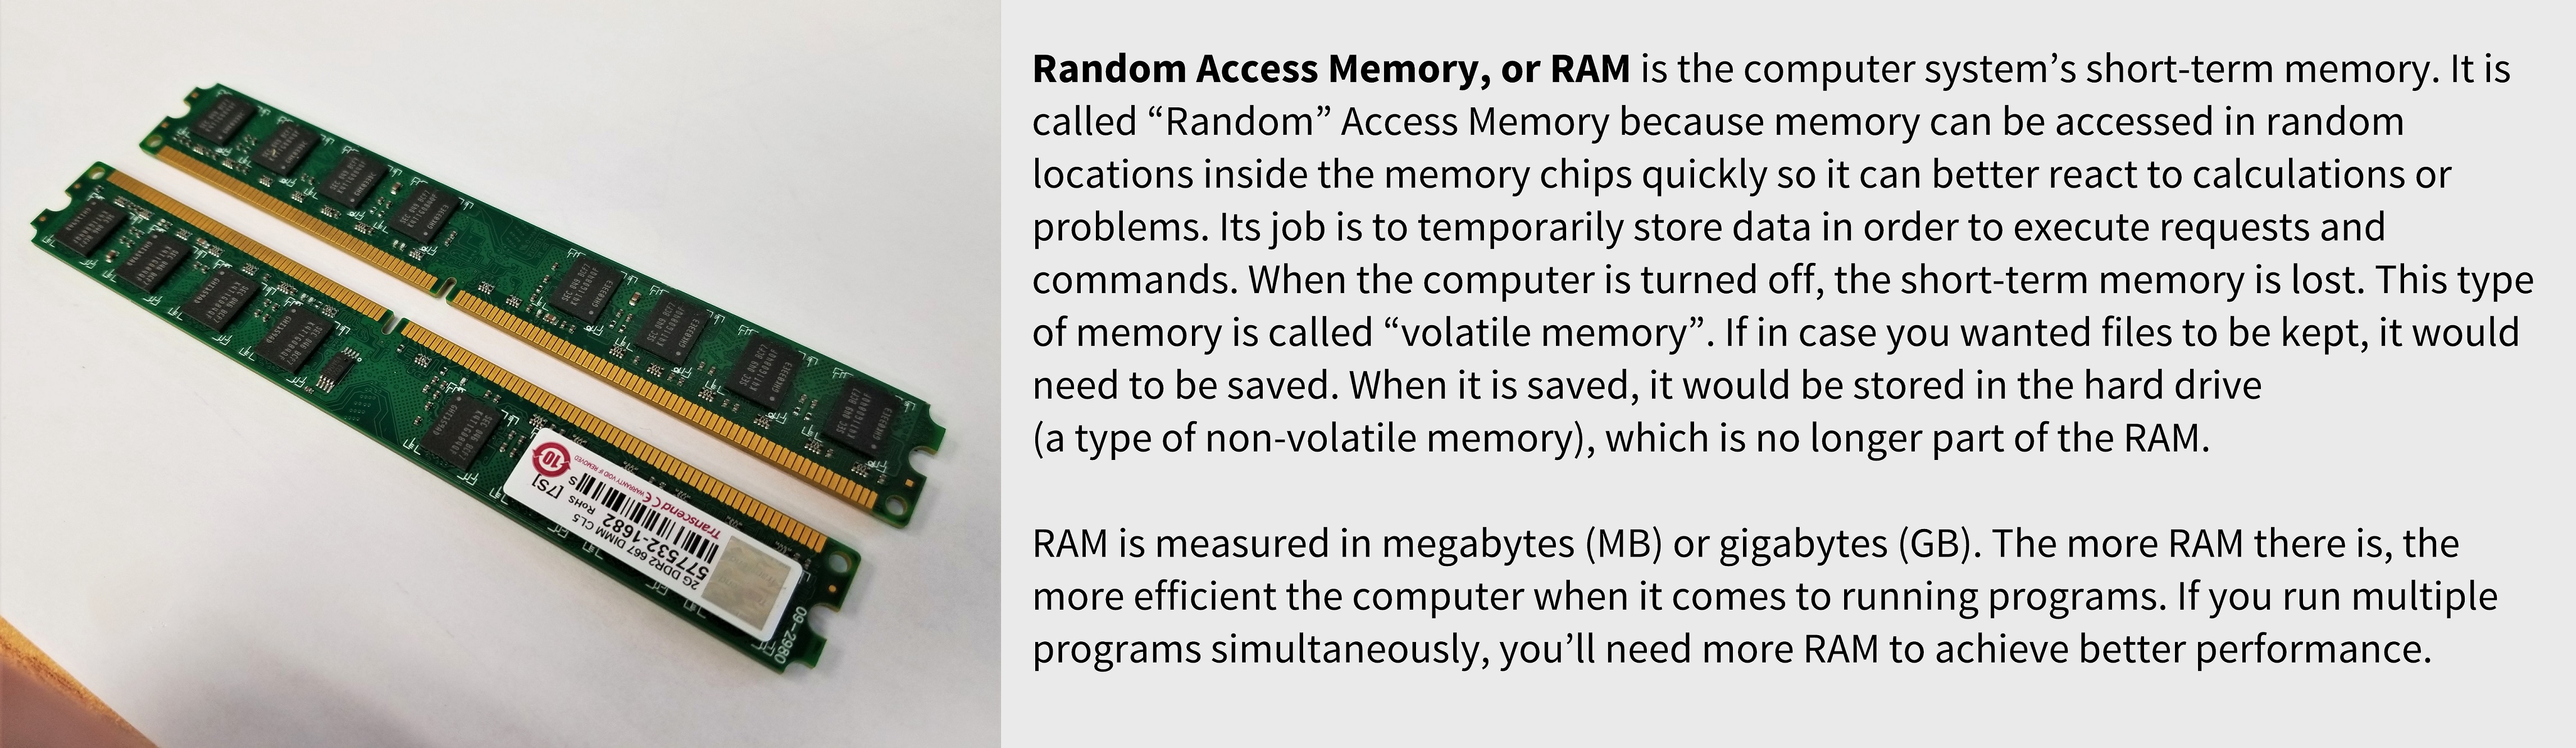 Random Access Memory, or RAM is the computer system’s short-term memory. It is
called “Random” Access Memory because memory can be accessed in random
locations inside the memory chips quickly so it can better react to calculations or
problems. Its job is to temporarily store data in order to execute requests and
commands. When the computer is turned off, the short-term memory is lost. This type
of memory is called “volatile memory”. If in case you wanted files to be kept, it would
need to be saved. When it is saved, it would be stored in the hard drive
(a type of non-volatile memory), which is no longer part of the RAM.
RAM is measured in megabytes (MB) or gigabytes (GB). The more RAM there is, the
more efficient the computer when it comes to running programs. If you run multiple
programs simultaneously, you’ll need more RAM to achieve better performance.
2G DDR2 667 DIMM CL5
577532-1682
RoHS
[7S]
Transcend
WARRANTY VOID IF REMOVED
10
09-2980